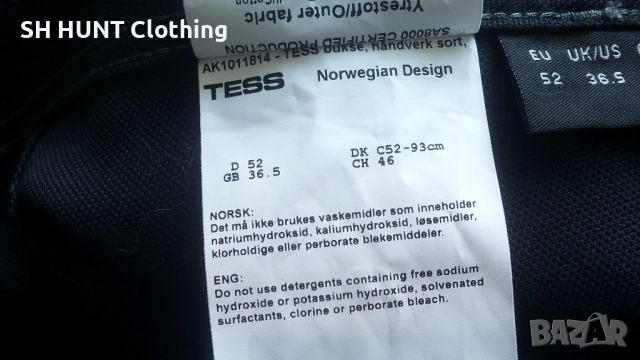 SH HUNT Clothing
Ytrestoff/Outer fabric
SA8000 CERTIFIED PRODUCTION
AK1011814 - TESS bukse, håndverk sort,
TESS Norwegian Design
EU UK/US
52 36.5
D 52 DK C52-93cm
GB 36.5 CH 46
NORSK:
Det må ikke brukes vaskemidler som inneholder
natriumhydroksid, kaliumhydroksid, løsemidler,
klorholdige eller perborate blekemiddeler.
ENG:
Do not use detergents containing free sodium
hydroxide or potassium hydroxide, solvenated
surfactants, clorine or perborate bleach.
BAZAR